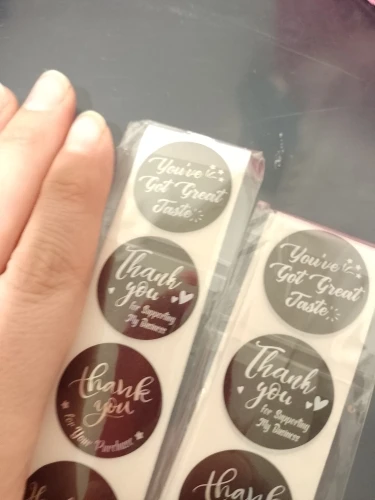 You've
Got Great
Taste
Thank
you
for Supporting
My Business
thank
you
for Your Purchase
You've
Got Great
Taste
Thank
you
for Supporting
My Business
thank